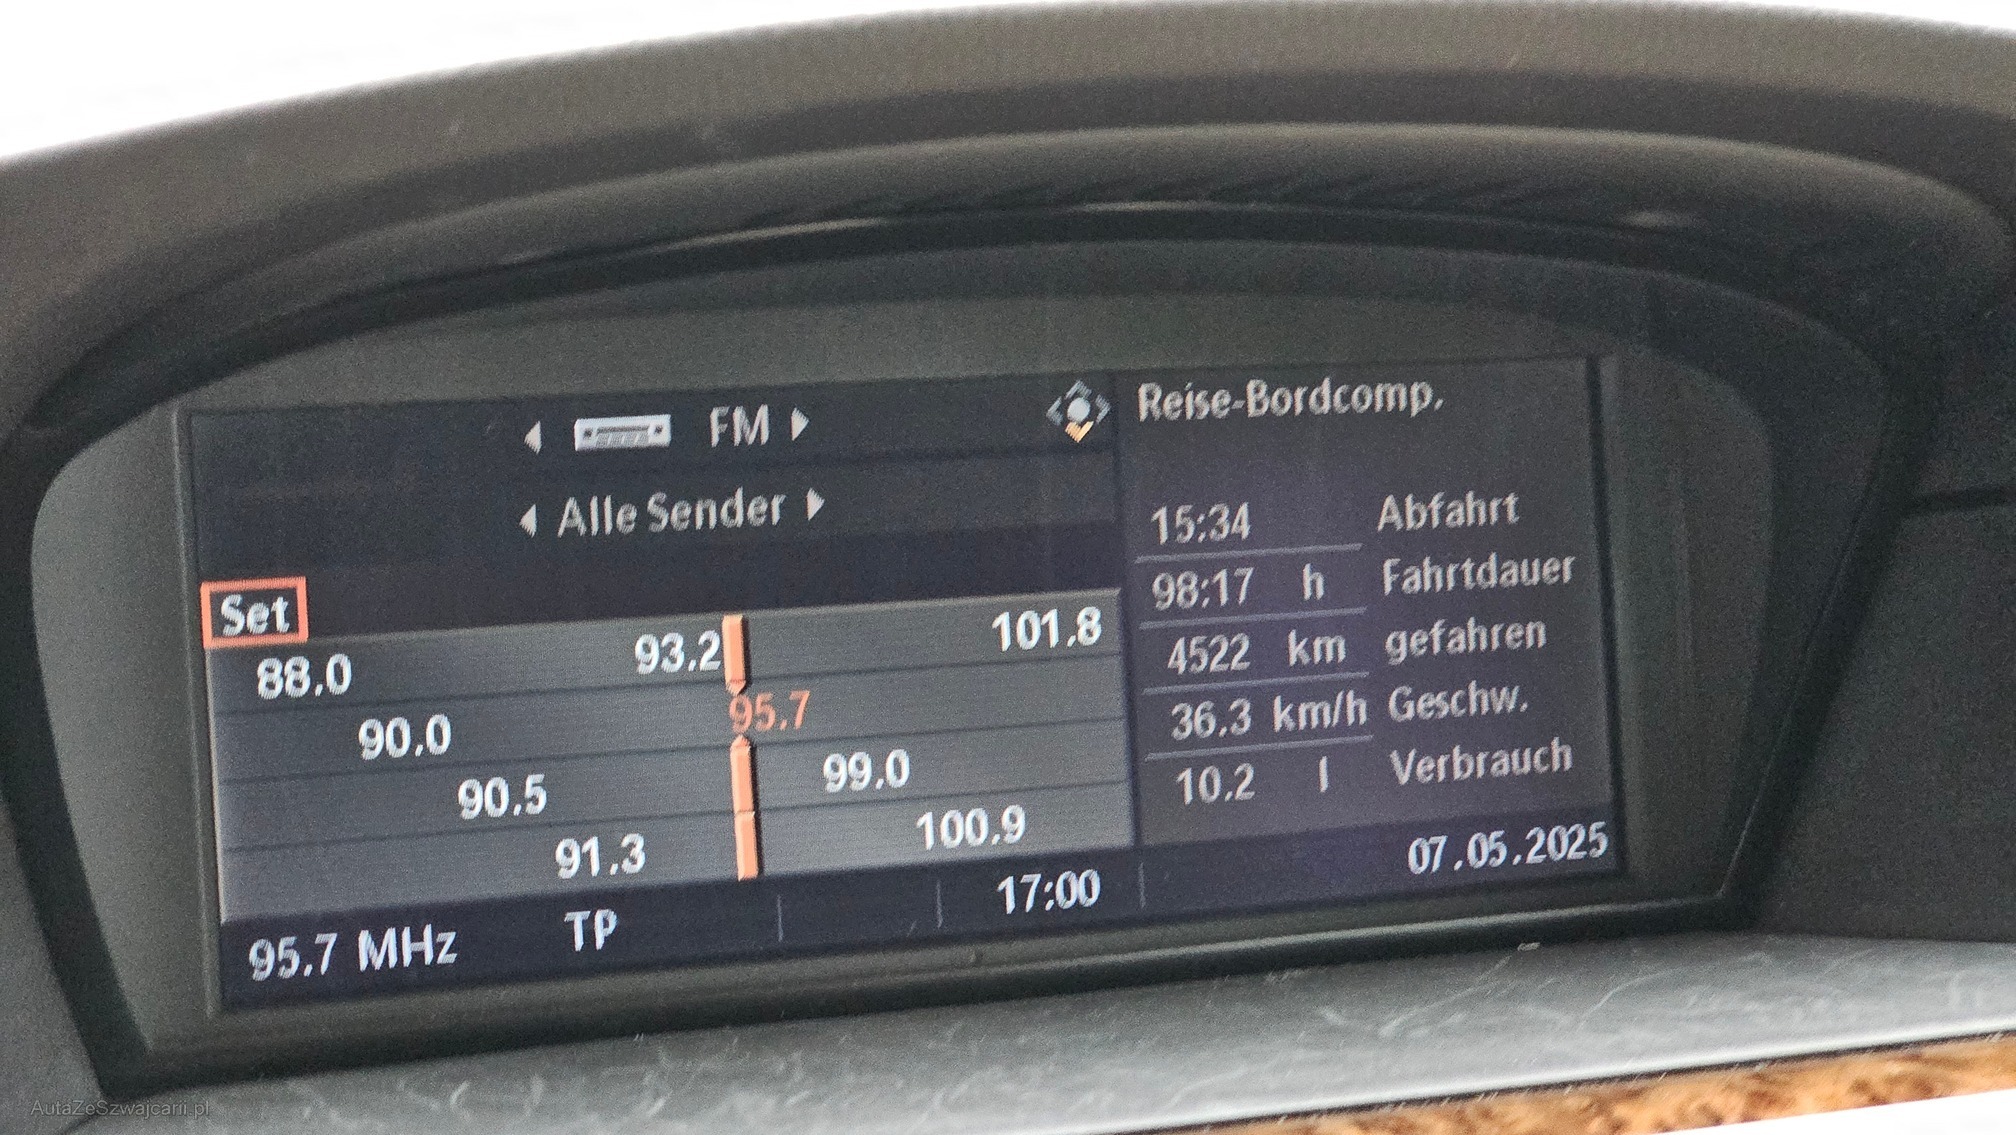 FM
Alle Sender
Set
88.0 93.2 101.8
95.7
90.0
99.0
90.5
100.9
91.3
95.7 MHz TP 17:00 07.05.2025
Reise-Bordcomp.
15:34 Abfahrt
98:17 h Fahrtdauer
4522 km gefahren
36.3 km/h Geschw.
10.2 l Verbrauch
AutaZeSzwajcarii.pl